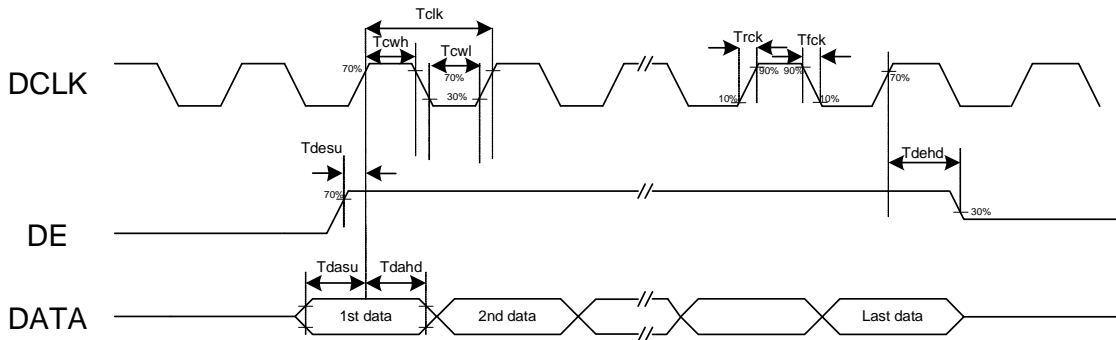 Tclk
Tcwh
Tcwl
Trck
Tfck
DCLK
70%
70%
30%
90%
90%
10%
10%
70%
Tdesu
Tdehd
DE
70%
30%
Tdasu
Tdahd
DATA
1st data
2nd data
Last data